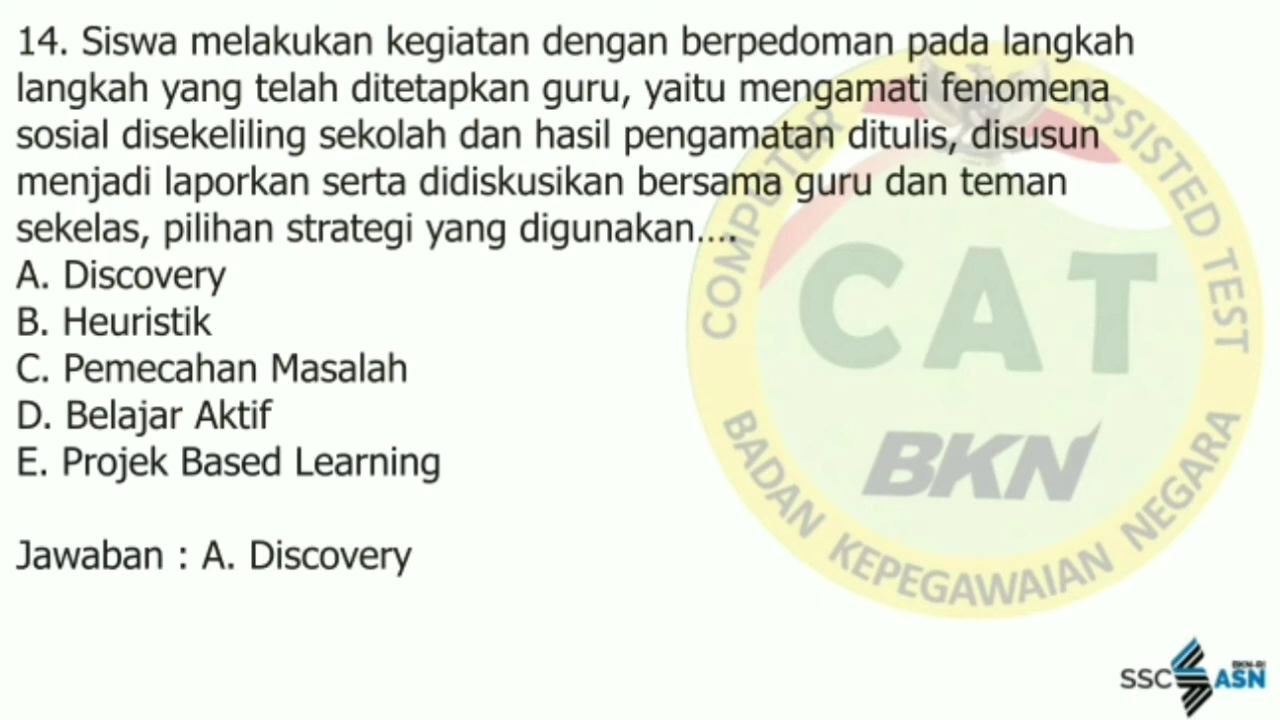 14. Siswa melakukan kegiatan dengan berpedoman pada langkah
langkah yang telah ditetapkan guru, yaitu mengamati fenomena
sosial disekeliling sekolah dan hasil pengamatan ditulis, disusun
menjadi laporkan serta didiskusikan bersama guru dan teman
sekelas, pilihan strategi yang digunakan....
A. Discovery
B. Heuristik
C. Pemecahan Masalah
D. Belajar Aktif
E. Projek Based Learning
Jawaban : A. Discovery
COMPUTER ASSISTED TEST
CAT
BKN
BADAN KEPEGAWAIAN NEGARA
SSC
BKN-RI
ASN